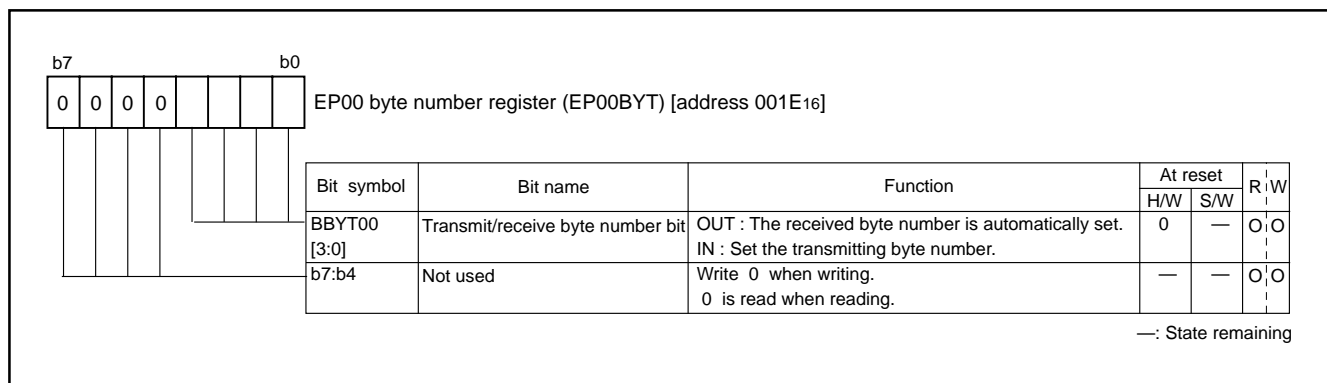 b7 b0
0 0 0 0
EP00 byte number register (EP00BYT) [address 001E16]
Bit symbol Bit name Function At reset R W
H/W S/W
BBYT00 Transmit/receive byte number bit OUT : The received byte number is automatically set. 0 — O O
[3:0] IN : Set the transmitting byte number.
b7:b4 Not used Write 0 when writing. — — O O
0 is read when reading.
—: State remaining